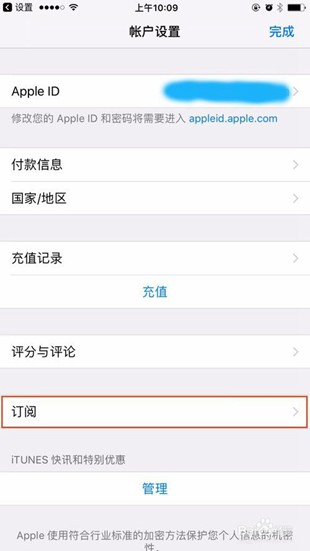 设置 上午10:09
帐户设置 完成
Apple ID
修改您的 Apple ID 和密码将需要进入 appleid.apple.com
付款信息
国家/地区
充值记录
充值
评分与评论
订阅
iTUNES 快讯和特别优惠
管理
Apple 使用符合行业标准的加密方法保护您个人信息的机密
性。